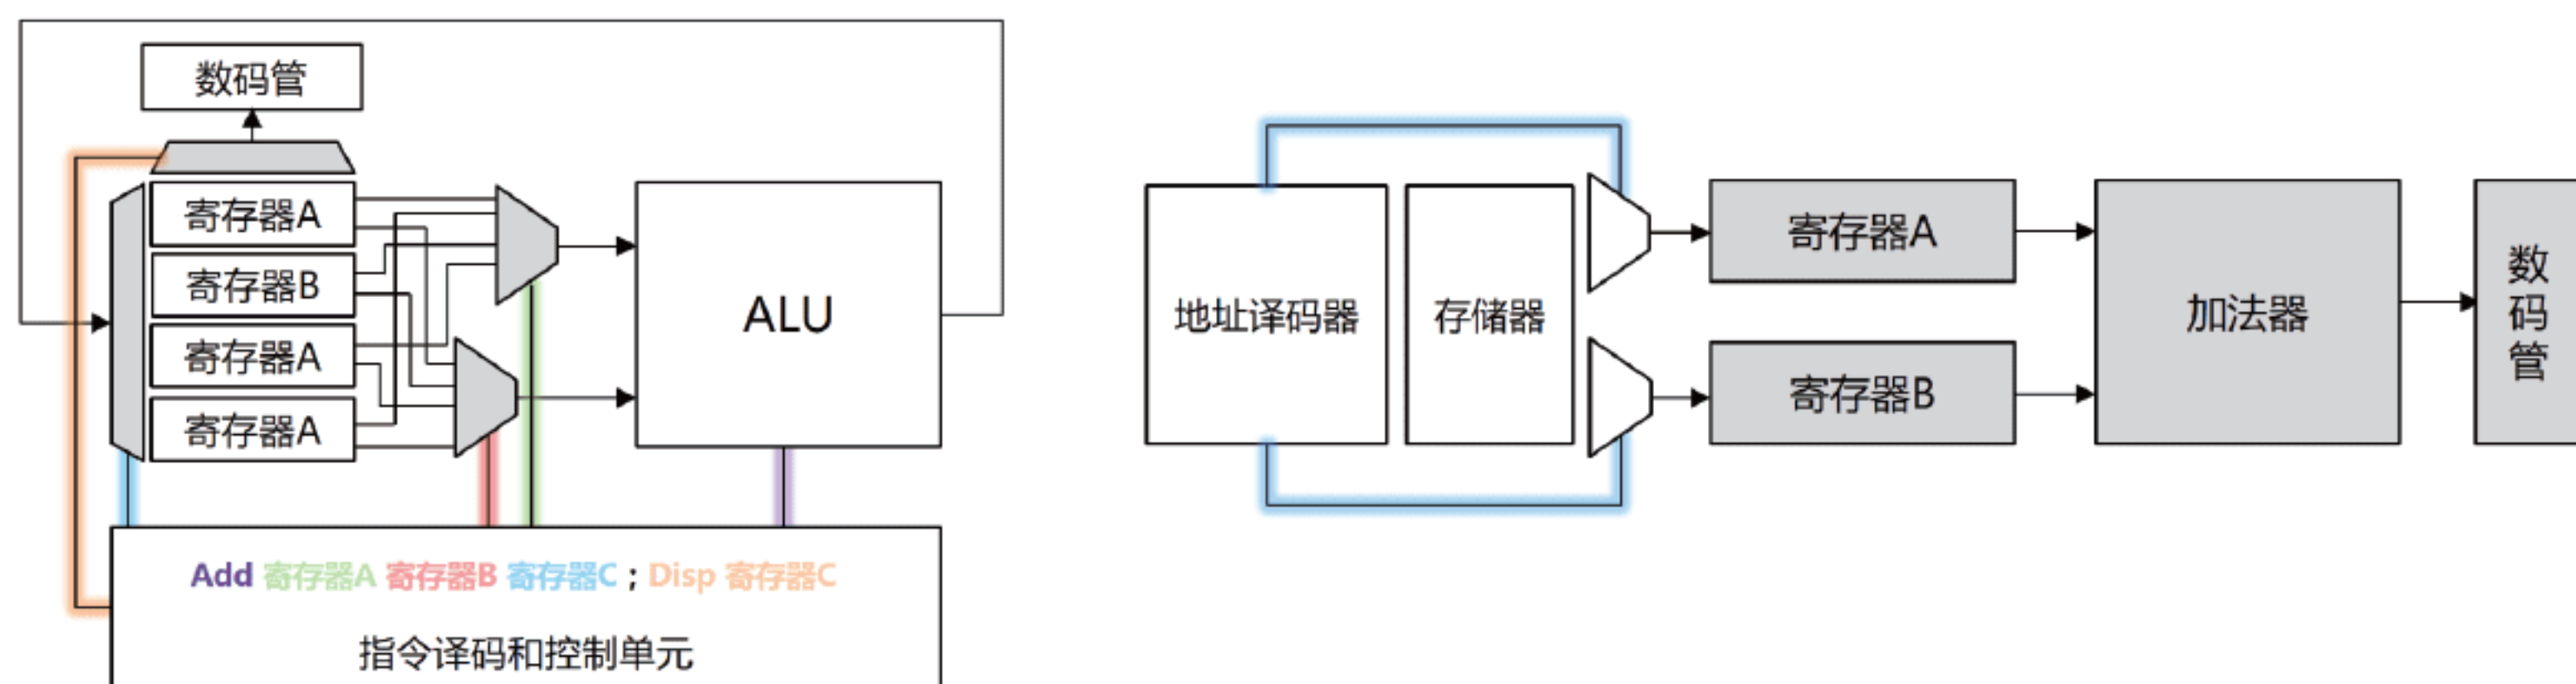 数码管
寄存器A
寄存器B
寄存器A
寄存器A
ALU
Add 寄存器A 寄存器B 寄存器C ; Disp 寄存器C
指令译码和控制单元
地址译码器
存储器
寄存器A
寄存器B
加法器
数码管